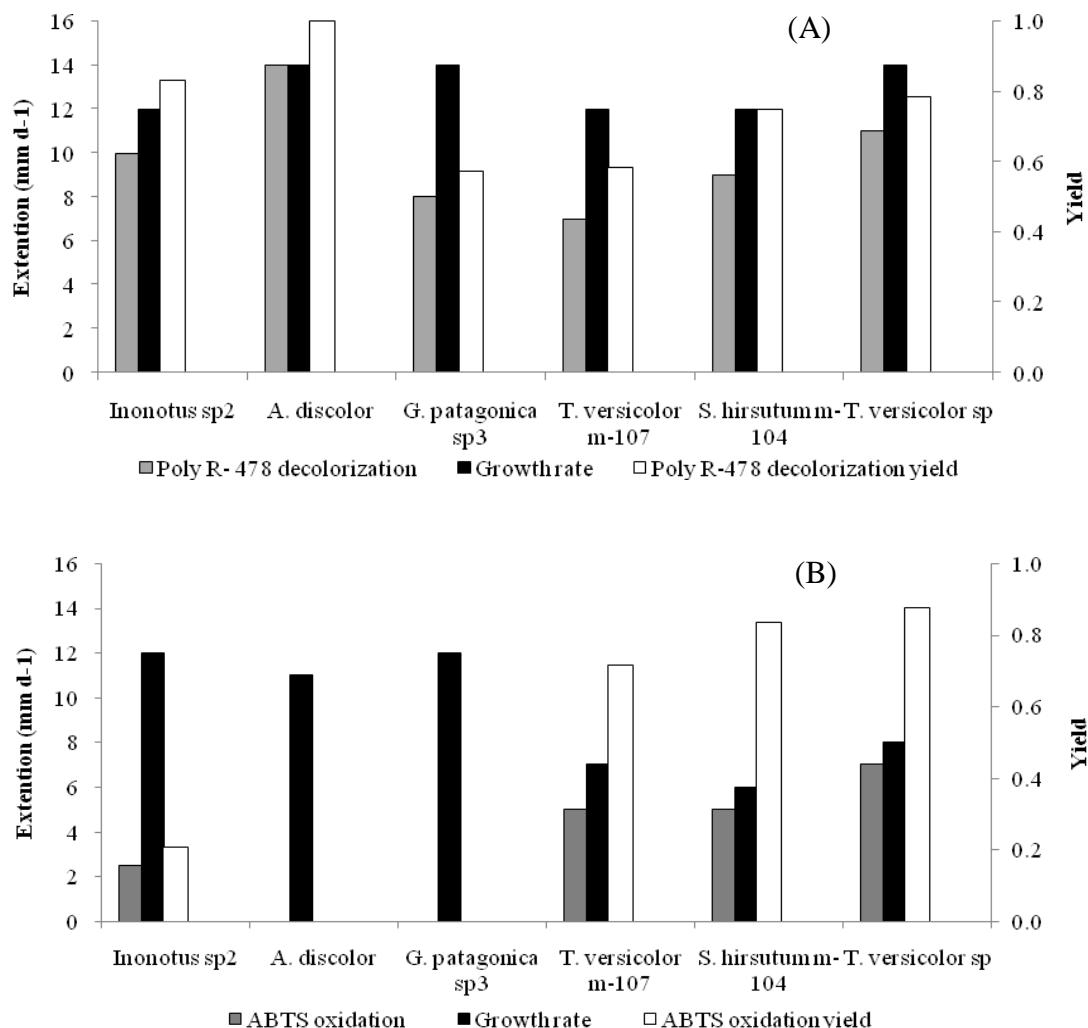 (A)
Extention (mm d-1)
16
14
12
10
8
6
4
2
0
1.0
0.8
0.6
0.4
0.2
0.0
Yield
Inonotus sp2 A. discolor G. patagonica T. versicolor S. hirsutum m- T. versicolor sp
sp3 m-107 104
Poly R- 478 decolorization Growth rate Poly R-478 decolorization yield
(B)
Extention (mm d-1)
16
14
12
10
8
6
4
2
0
1.0
0.8
0.6
0.4
0.2
0.0
Yield
Inonotus sp2 A. discolor G. patagonica T. versicolor S. hirsutum m- T. versicolor sp
sp3 m-107 104
ABTS oxidation Growth rate ABTS oxidation yield